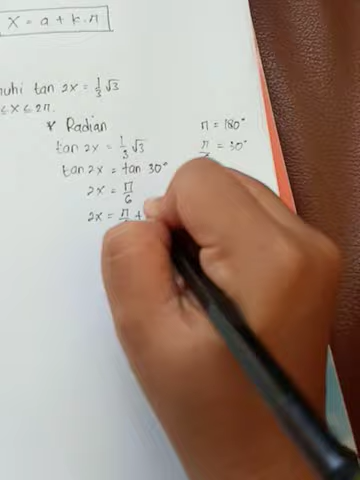 x = a + k.π
tan 2x = 1/3 √3
≤ x ≤ 2π.
* Radian
tan 2x = 1/3 √3
π = 180°
tan 2x = tan 30°
π/6 = 30°
2x = π/6
2x = π/6 +